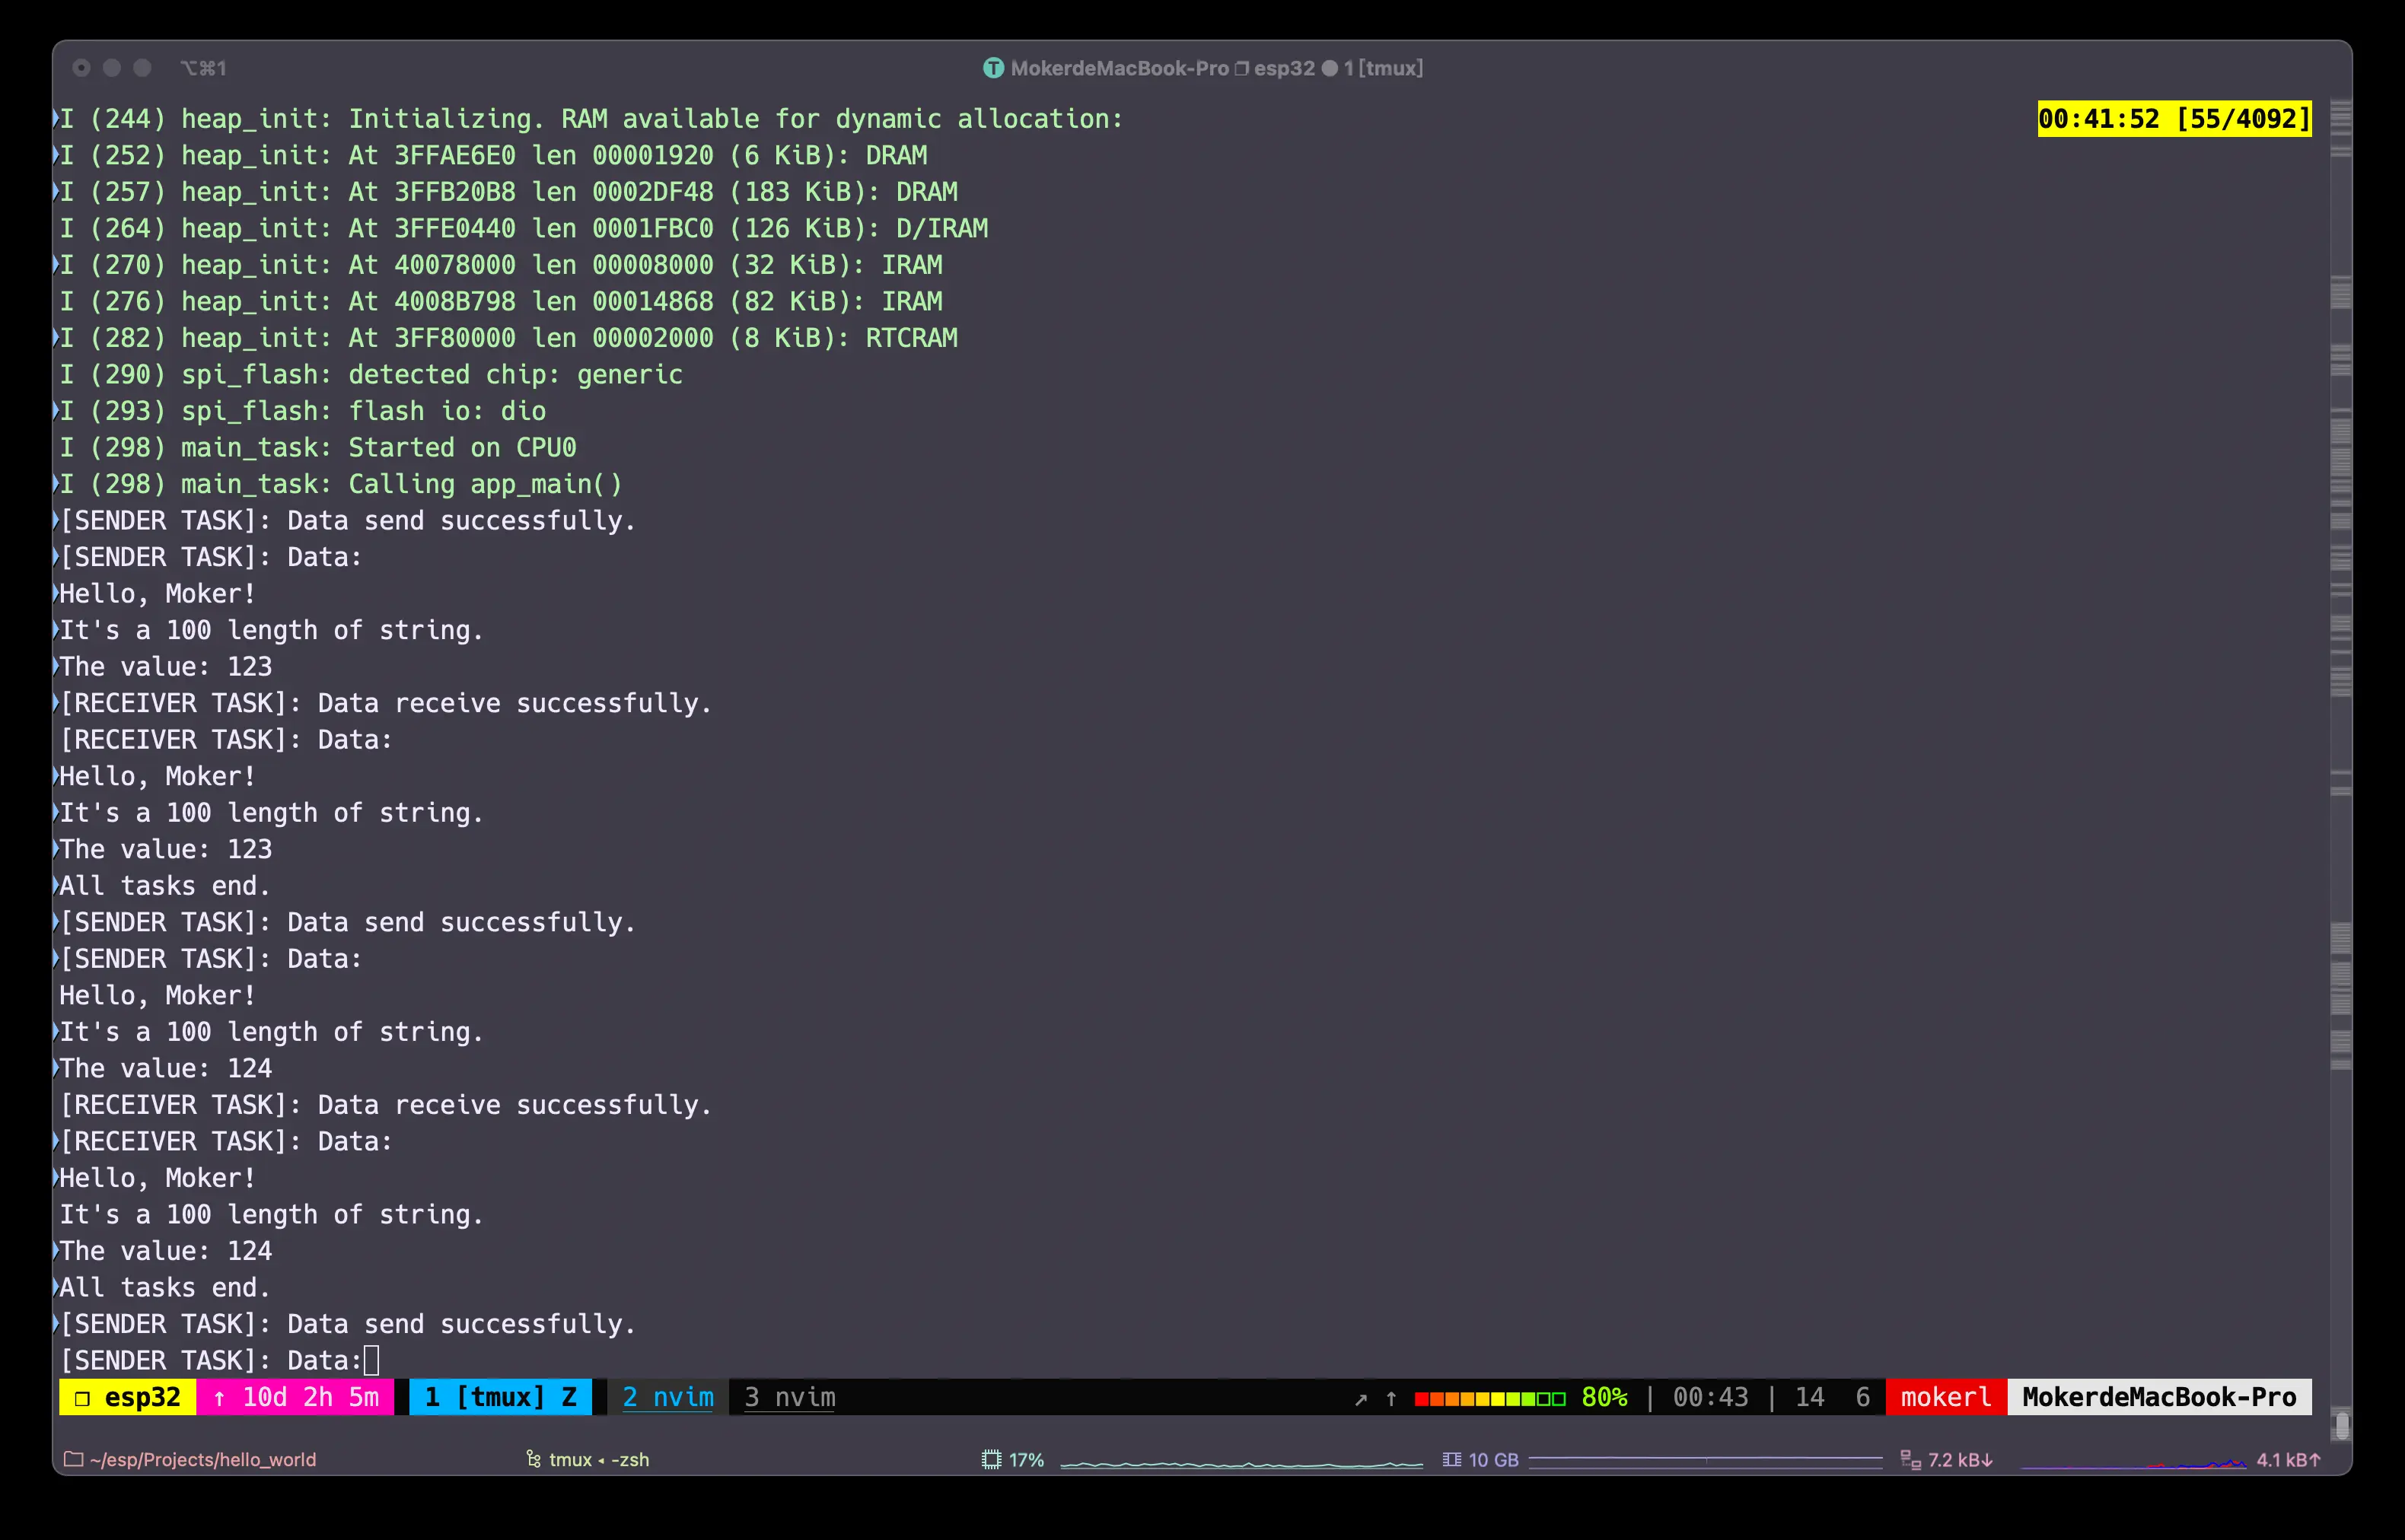 ⌥⌘1
T MokerdeMacBook-Pro ❐ esp32 ● 1 [tmux]
I (244) heap_init: Initializing. RAM available for dynamic allocation:
00:41:52 [55/4092]
I (252) heap_init: At 3FFAE6E0 len 00001920 (6 KiB): DRAM
I (257) heap_init: At 3FFB20B8 len 0002DF48 (183 KiB): DRAM
I (264) heap_init: At 3FFE0440 len 0001FBC0 (126 KiB): D/IRAM
I (270) heap_init: At 40078000 len 00008000 (32 KiB): IRAM
I (276) heap_init: At 4008B798 len 00014868 (82 KiB): IRAM
I (282) heap_init: At 3FF80000 len 00002000 (8 KiB): RTCRAM
I (290) spi_flash: detected chip: generic
I (293) spi_flash: flash io: dio
I (298) main_task: Started on CPU0
I (298) main_task: Calling app_main()
[SENDER TASK]: Data send successfully.
[SENDER TASK]: Data:
Hello, Moker!
It's a 100 length of string.
The value: 123
[RECEIVER TASK]: Data receive successfully.
[RECEIVER TASK]: Data:
Hello, Moker!
It's a 100 length of string.
The value: 123
All tasks end.
[SENDER TASK]: Data send successfully.
[SENDER TASK]: Data:
Hello, Moker!
It's a 100 length of string.
The value: 124
[RECEIVER TASK]: Data receive successfully.
[RECEIVER TASK]: Data:
Hello, Moker!
It's a 100 length of string.
The value: 124
All tasks end.
[SENDER TASK]: Data send successfully.
[SENDER TASK]: Data:
❐ esp32 ↑ 10d 2h 5m 1 [tmux] Z 2 nvim 3 nvim ↗ ↑ 80% | 00:43 | 14 6 mokerl MokerdeMacBook-Pro
~/esp/Projects/hello_world tmux ◂ -zsh 17% 10 GB 7.2 kB↓ 4.1 kB↑